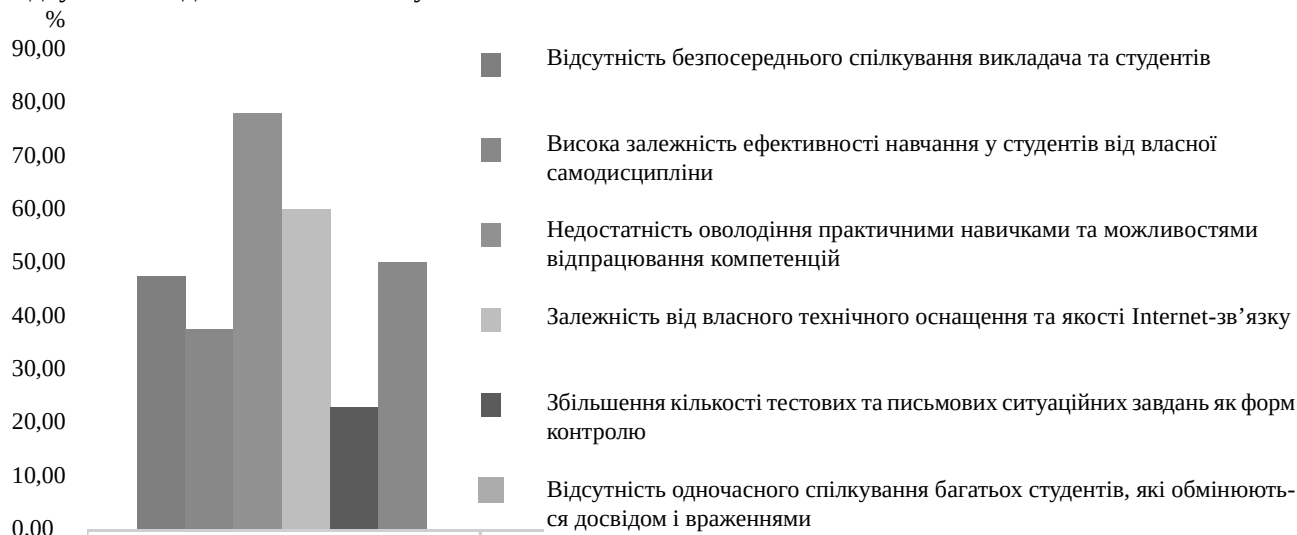 %
90,00
80,00
70,00
60,00
50,00
40,00
30,00
20,00
10,00
0,00
Відсутність безпосереднього спілкування викладача та студентів
Висока залежність ефективності навчання у студентів від власної
самодисципліни
Недостатність оволодіння практичними навичками та можливостями
відпрацювання компетенцій
Залежність від власного технічного оснащення та якості Internet-зв’язку
Збільшення кількості тестових та письмових ситуаційних завдань як форм
контролю
Відсутність одночасного спілкування багатьох студентів, які обмінюють-
ся досвідом і враженнями